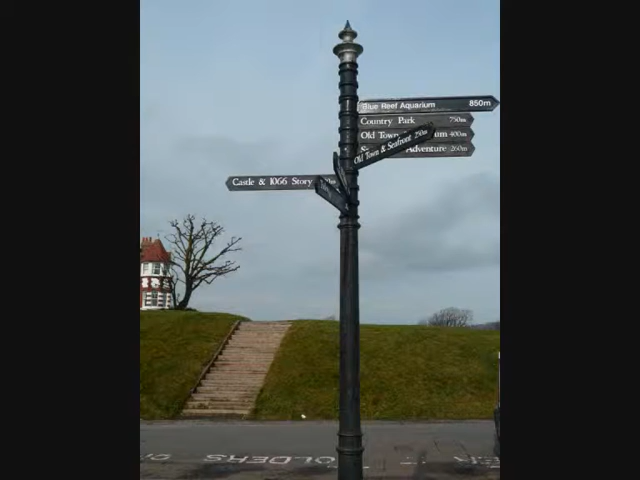 Blue Reef Aquarium 850m
Country Park 750m
Old Town um 400m
Old Town & Seafront 250m
Adventure 260m
Castle & 1066 Story
OLDERS